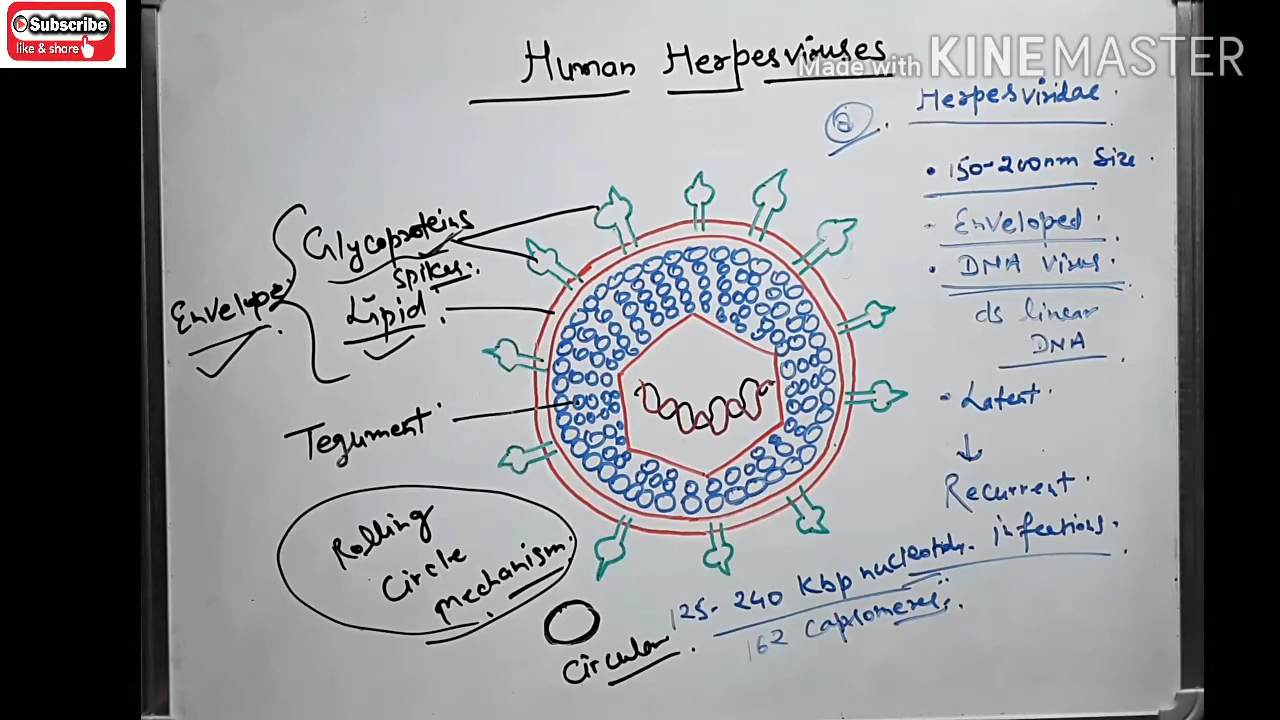 Subscribe
like & share
Human Herpesviruses
Made with KINEMASTER
Herpesviridae.
8.
• 150-200nm Size.
- Enveloped.
• DNA virus.
ds linear
DNA
- Latent.
↓
Recurrent.
infections.
Glycoproteins
spikes.
Envelope.
Lipid
Tegument
Rolling
Circle
mechanism.
Circular.
125-240 Kbp nucleotide.
162 Capsomeres.